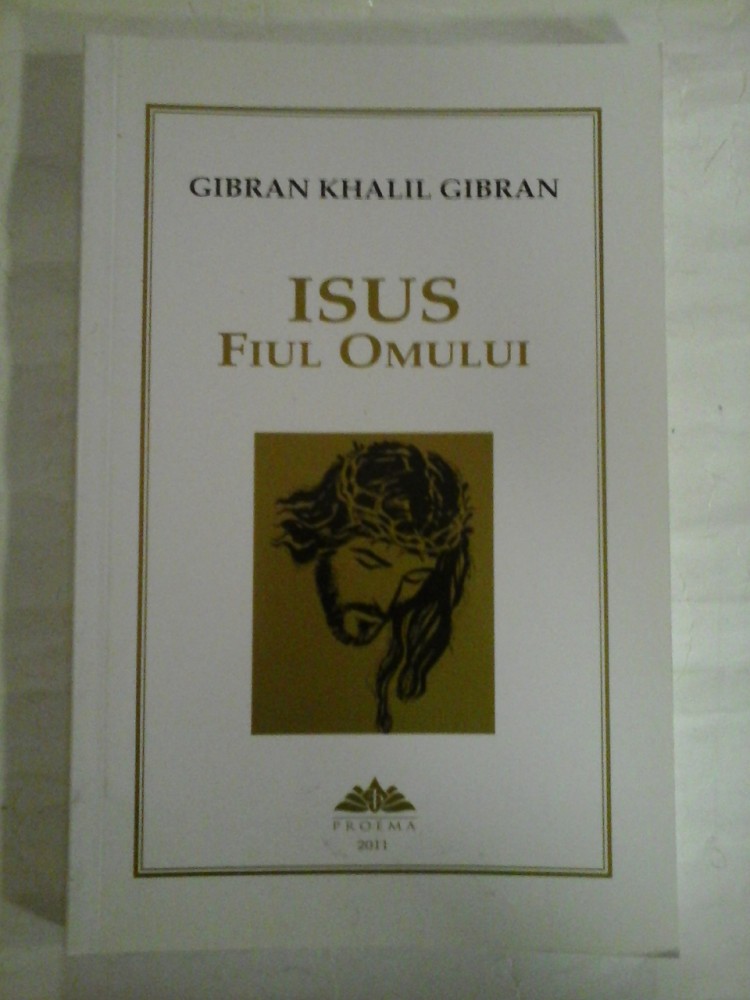 GIBRAN KHALIL GIBRAN
ISUS
FIUL OMULUI
PROEMA
2011